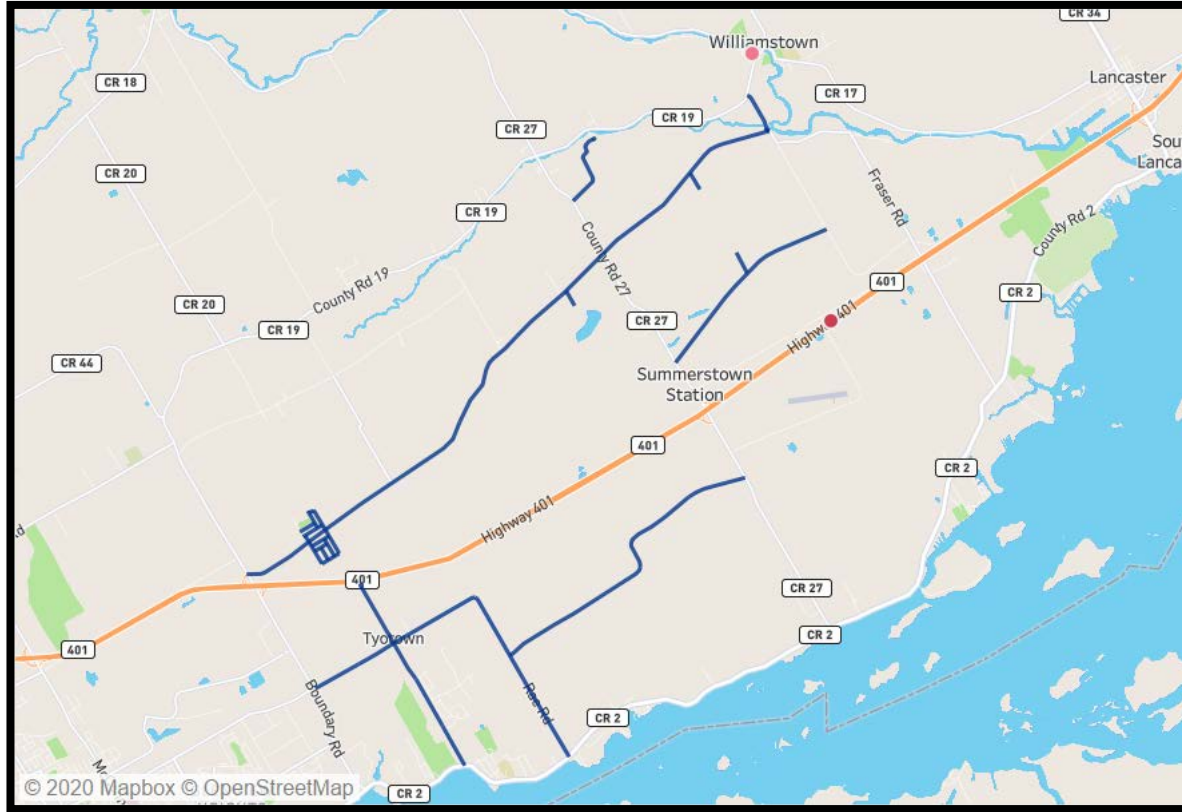 CR 34
Williamstown
Lancaster
CR 18
CR 17
CR 19
CR 27
CR 20
Fraser Rd
CR 19
County Rd 2
County Rd 27
401
CR 2
County Rd 19
CR 20
CR 27
Highway 401
CR 19
CR 44
Summerstown
Station
401
CR 2
Highway 401
401
CR 27
CR 2
Tyotown
401
Boundary Rd
CR 2
CR 2
© 2020 Mapbox © OpenStreetMap